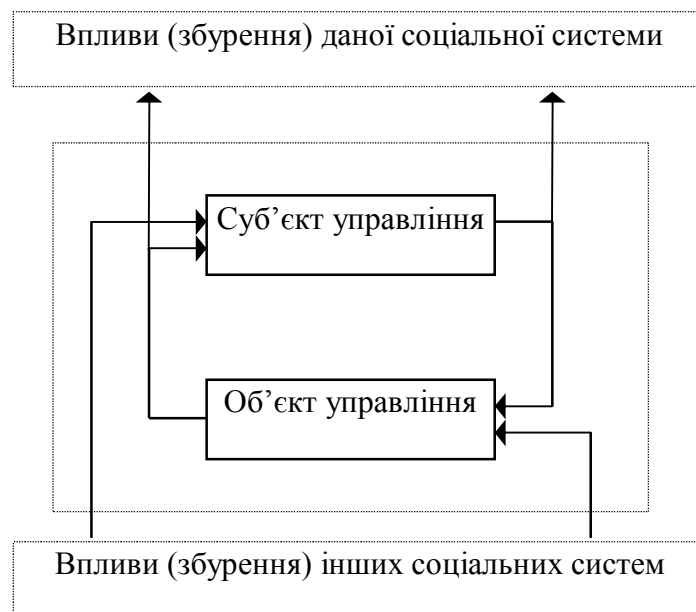 Впливи (збурення) даної соціальної системи
Суб’єкт управління
Об’єкт управління
Впливи (збурення) інших соціальних систем